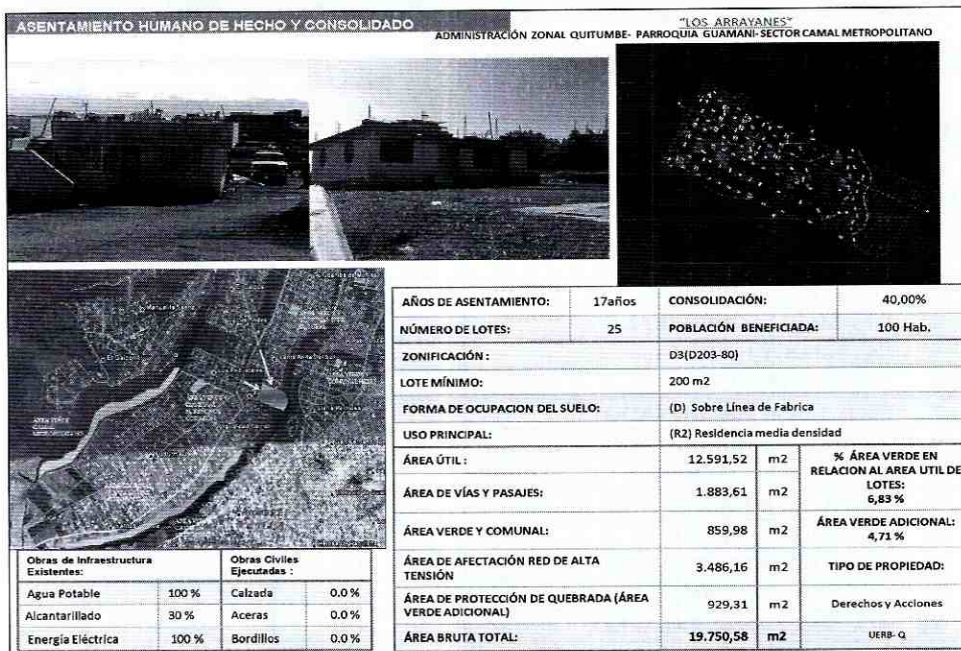 ASENTAMIENTO HUMANO DE HECHO Y CONSOLIDADO
"LOS ARRAYANES"
ADMINISTRACIÓN ZONAL QUITUMBE- PARROQUIA GUAMANI-SECTOR CAMAL METROPOLITANO
AÑOS DE ASENTAMIENTO: 17años CONSOLIDACIÓN: 40,00%
NÚMERO DE LOTES: 25 POBLACIÓN BENEFICIADA: 100 Hab.
ZONIFICACIÓN: D3(D203-80)
LOTE MÍNIMO: 200 m2
FORMA DE OCUPACION DEL SUELO: (D) Sobre Línea de Fabrica
USO PRINCIPAL: (R2) Residencia media densidad
ÁREA ÚTIL: 12.591,52 m2
% ÁREA VERDE EN
RELACION AL AREA UTIL DE
LOTES:
6,83 %
ÁREA DE VÍAS Y PASAJES: 1.883,61 m2
ÁREA VERDE Y COMUNAL: 859,98 m2
ÁREA VERDE ADICIONAL:
4,71 %
ÁREA DE AFECTACIÓN RED DE ALTA
TENSIÓN 3.486,16 m2
TIPO DE PROPIEDAD:
ÁREA DE PROTECCIÓN DE QUEBRADA (ÁREA
VERDE ADICIONAL) 929,31 m2
Derechos y Acciones
ÁREA BRUTA TOTAL: 19.750,58 m2
UERB- Q
Obras de Infraestructura
Existentes:
Obras Civiles
Ejecutadas :
Agua Potable 100 % Calzada 0.0 %
Alcantarillado 30 % Aceras 0.0 %
Energía Eléctrica 100 % Bordillos 0.0 %